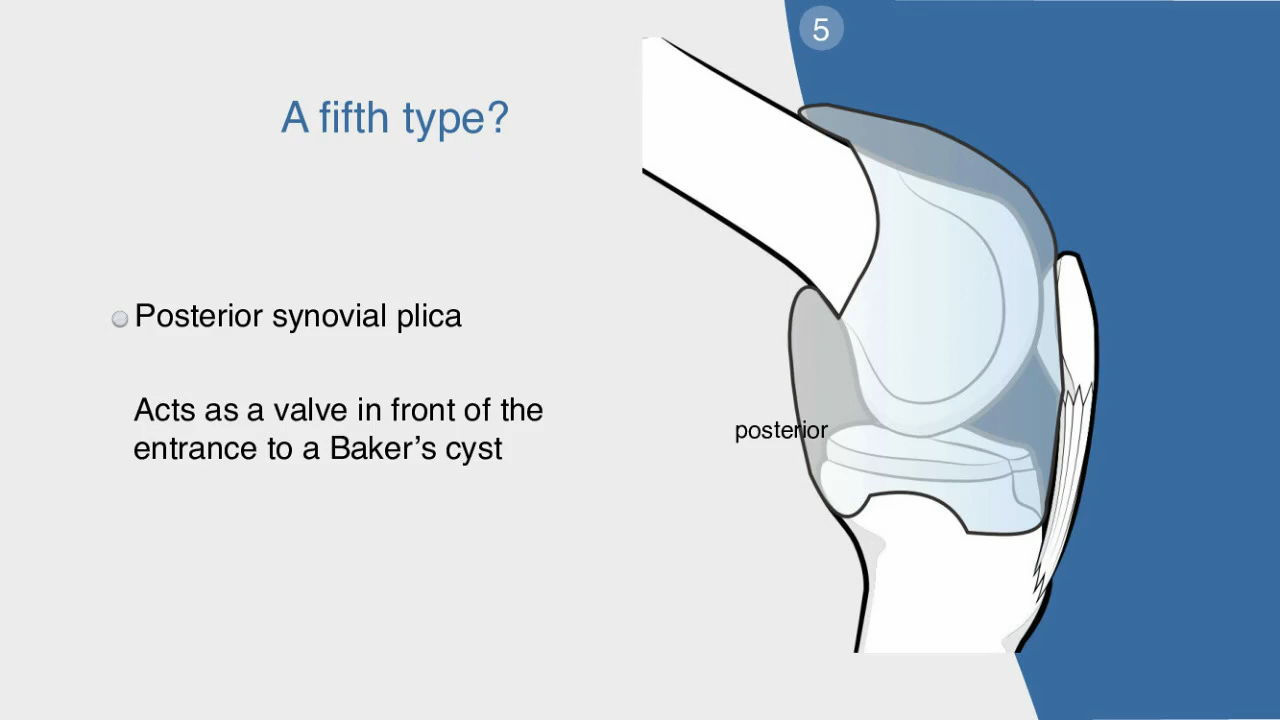 5
A fifth type?
Posterior synovial plica
Acts as a valve in front of the
entrance to a Baker’s cyst
posterior